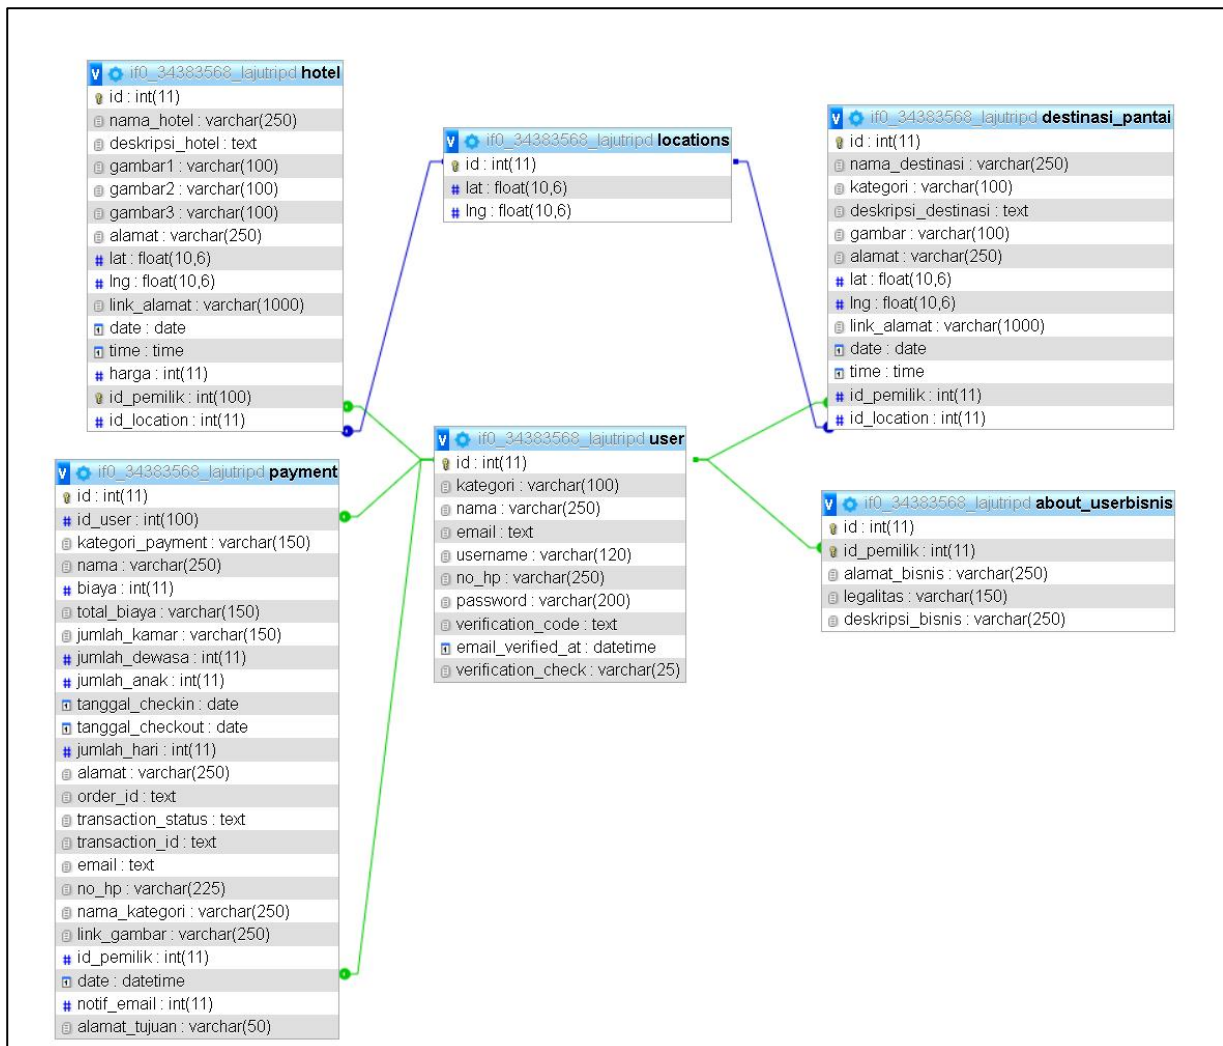 if0_34383568_lajutripd hotel
id : int(11)
nama_hotel : varchar(250)
deskripsi_hotel : text
gambar1 : varchar(100)
gambar2 : varchar(100)
gambar3 : varchar(100)
alamat : varchar(250)
lat : float(10,6)
lng : float(10,6)
link_alamat : varchar(1000)
date : date
time : time
harga : int(11)
id_pemilik : int(100)
id_location : int(11)
if0_34383568_lajutripd locations
id : int(11)
lat : float(10,6)
lng : float(10,6)
if0_34383568_lajutripd destinasi_pantai
id : int(11)
nama_destinasi : varchar(250)
kategori : varchar(100)
deskripsi_destinasi : text
gambar : varchar(100)
alamat : varchar(250)
lat : float(10,6)
lng : float(10,6)
link_alamat : varchar(1000)
date : date
time : time
id_pemilik : int(11)
id_location : int(11)
if0_34383568_lajutripd payment
id : int(11)
id_user : int(100)
kategori_payment : varchar(150)
nama : varchar(250)
biaya : int(11)
total_biaya : varchar(150)
jumlah_kamar : varchar(150)
jumlah_dewasa : int(11)
jumlah_anak : int(11)
tanggal_checkin : date
tanggal_checkout : date
jumlah_hari : int(11)
alamat : varchar(250)
order_id : text
transaction_status : text
transaction_id : text
email : text
no_hp : varchar(225)
nama_kategori : varchar(250)
link_gambar : varchar(250)
id_pemilik : int(11)
date : datetime
notif_email : int(11)
alamat_tujuan : varchar(50)
if0_34383568_lajutripd user
id : int(11)
kategori : varchar(100)
nama : varchar(250)
email : text
username : varchar(120)
no_hp : varchar(250)
password : varchar(200)
verification_code : text
email_verified_at : datetime
verification_check : varchar(25)
if0_34383568_lajutripd about_userbisnis
id : int(11)
id_pemilik : int(11)
alamat_bisnis : varchar(250)
legalitas : varchar(150)
deskripsi_bisnis : varchar(250)